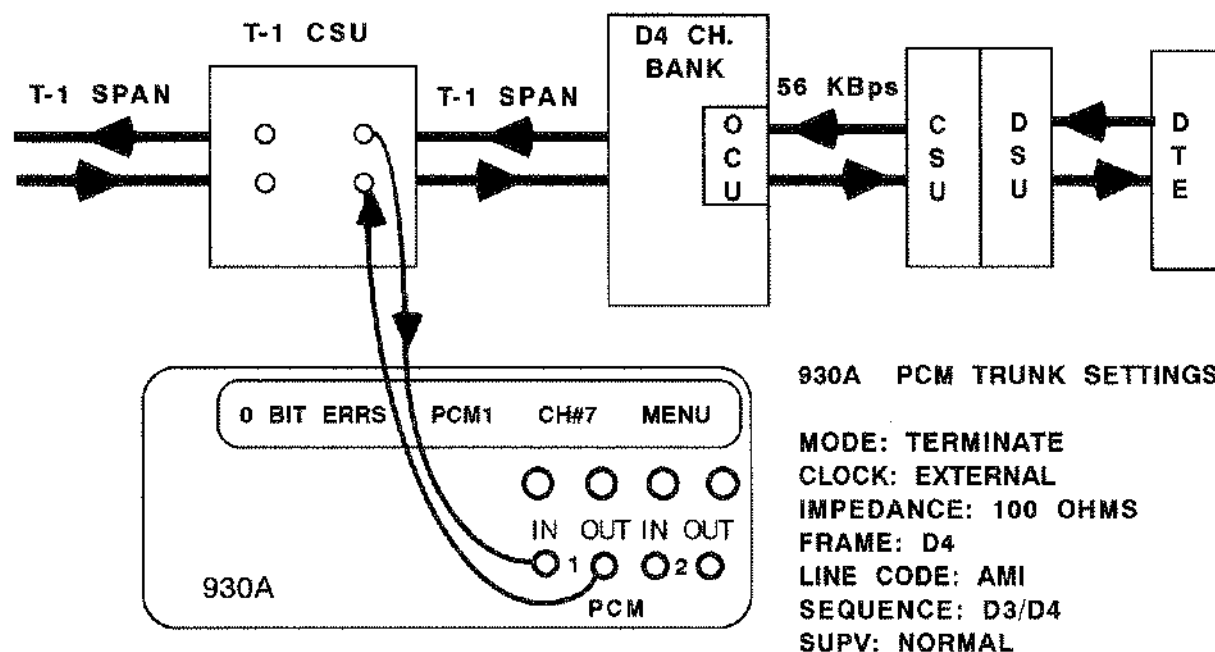 T-1 CSU
D4 CH.
BANK
T-1 SPAN
T-1 SPAN
56 KBps
O
C
U
C
S
U
D
S
U
D
T
E
0 BIT ERRS PCM1 CH#7 MENU
IN OUT IN OUT
1 2
PCM
930A
930A PCM TRUNK SETTINGS
MODE: TERMINATE
CLOCK: EXTERNAL
IMPEDANCE: 100 OHMS
FRAME: D4
LINE CODE: AMI
SEQUENCE: D3/D4
SUPV: NORMAL